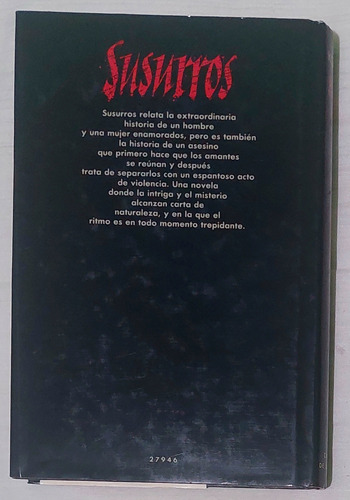 Susurros
Susurros relata la extraordinaria
historia de un hombre
y una mujer enamorados, pero es también
la historia de un asesino
que primero hace que los amantes
se reúnan y después
trata de separarlos con un espantoso acto
de violencia. Una novela
donde la intriga y el misterio
alcanzan carta de
naturaleza, y en la que el
ritmo es en todo momento trepidante.
27946